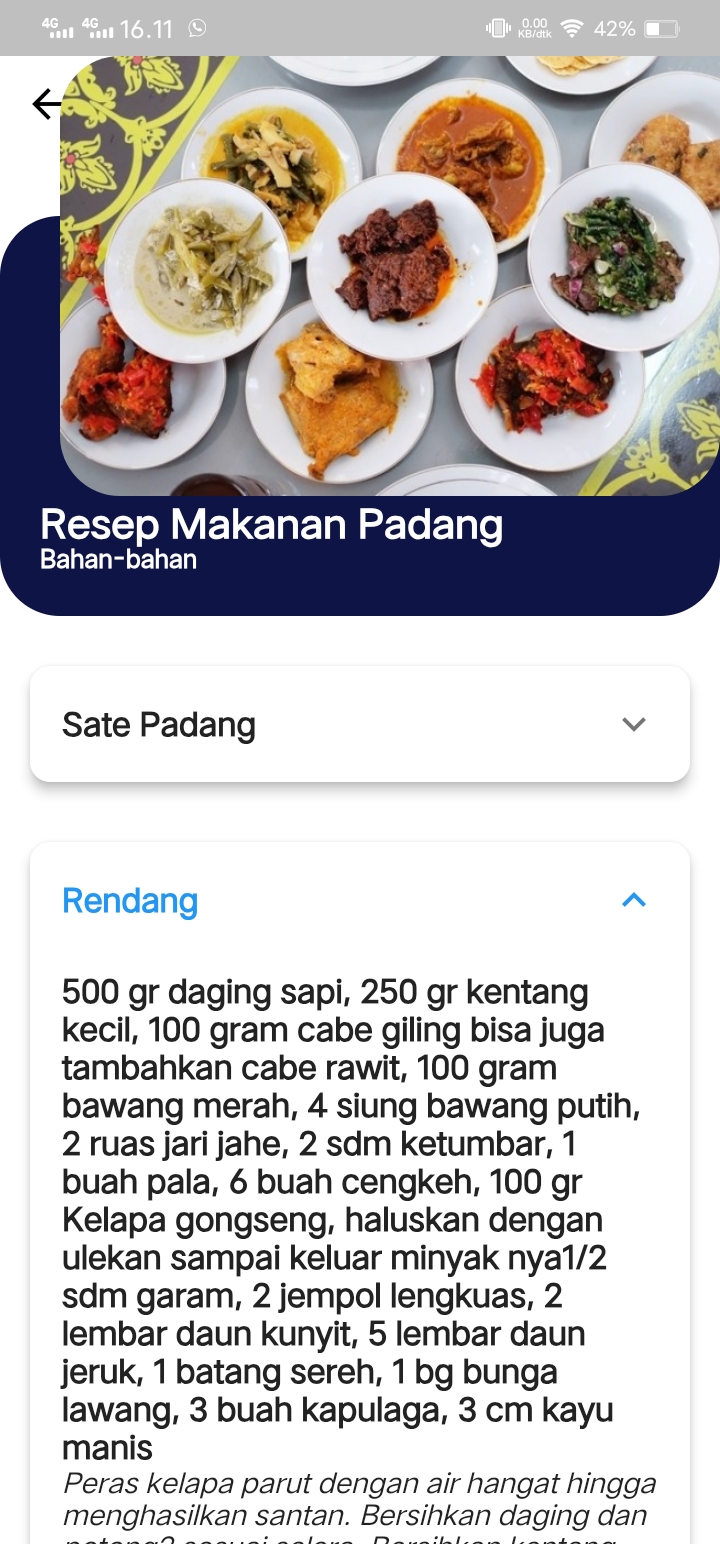 4G 4G 16.11 0.00 KB/dtk 42%
Resep Makanan Padang
Bahan-bahan
Sate Padang
Rendang
500 gr daging sapi, 250 gr kentang
kecil, 100 gram cabe giling bisa juga
tambahkan cabe rawit, 100 gram
bawang merah, 4 siung bawang putih,
2 ruas jari jahe, 2 sdm ketumbar, 1
buah pala, 6 buah cengkeh, 100 gr
Kelapa gongseng, haluskan dengan
ulekan sampai keluar minyak nya1/2
sdm garam, 2 jempol lengkuas, 2
lembar daun kunyit, 5 lembar daun
jeruk, 1 batang sereh, 1 bg bunga
lawang, 3 buah kapulaga, 3 cm kayu
manis
Peras kelapa parut dengan air hangat hingga
menghasilkan santan. Bersihkan daging dan